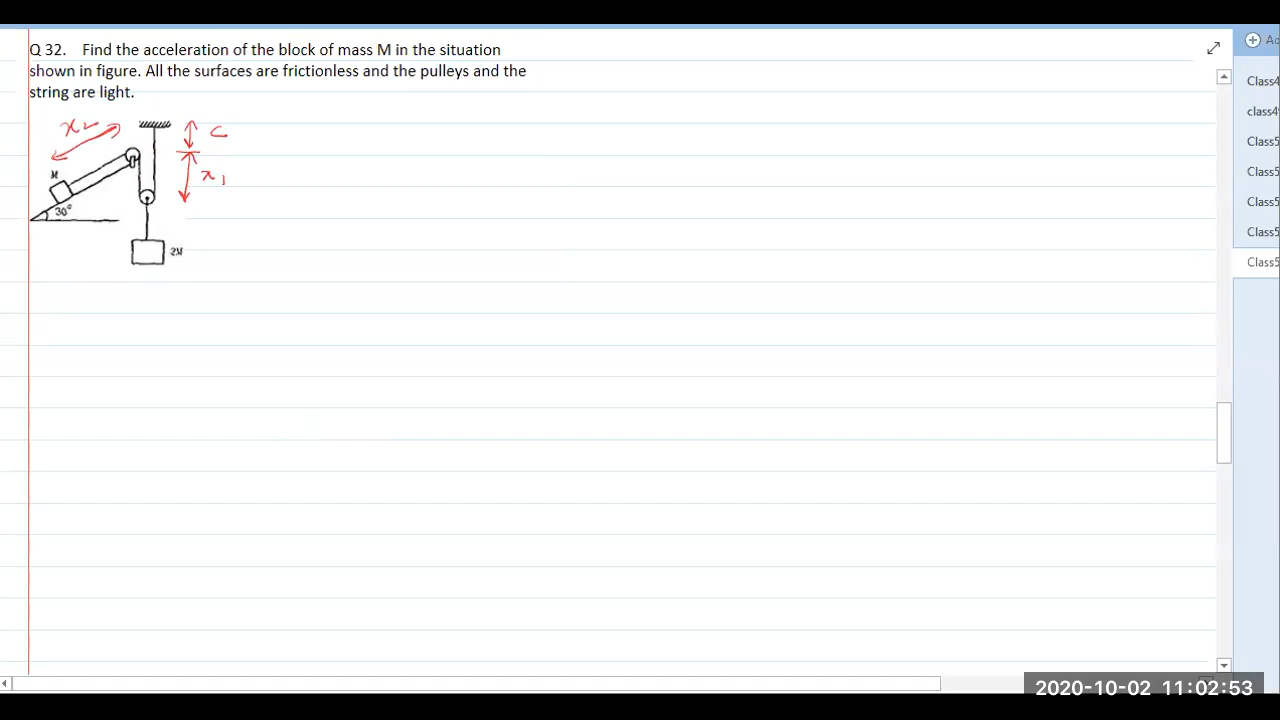 Q 32. Find the acceleration of the block of mass M in the situation
shown in figure. All the surfaces are frictionless and the pulleys and the
string are light.
x₂
C
x₁
M
30°
2M
Class4
class4
Class5
Class5
Class5
Class5
Class5
2020-10-02 11:02:53